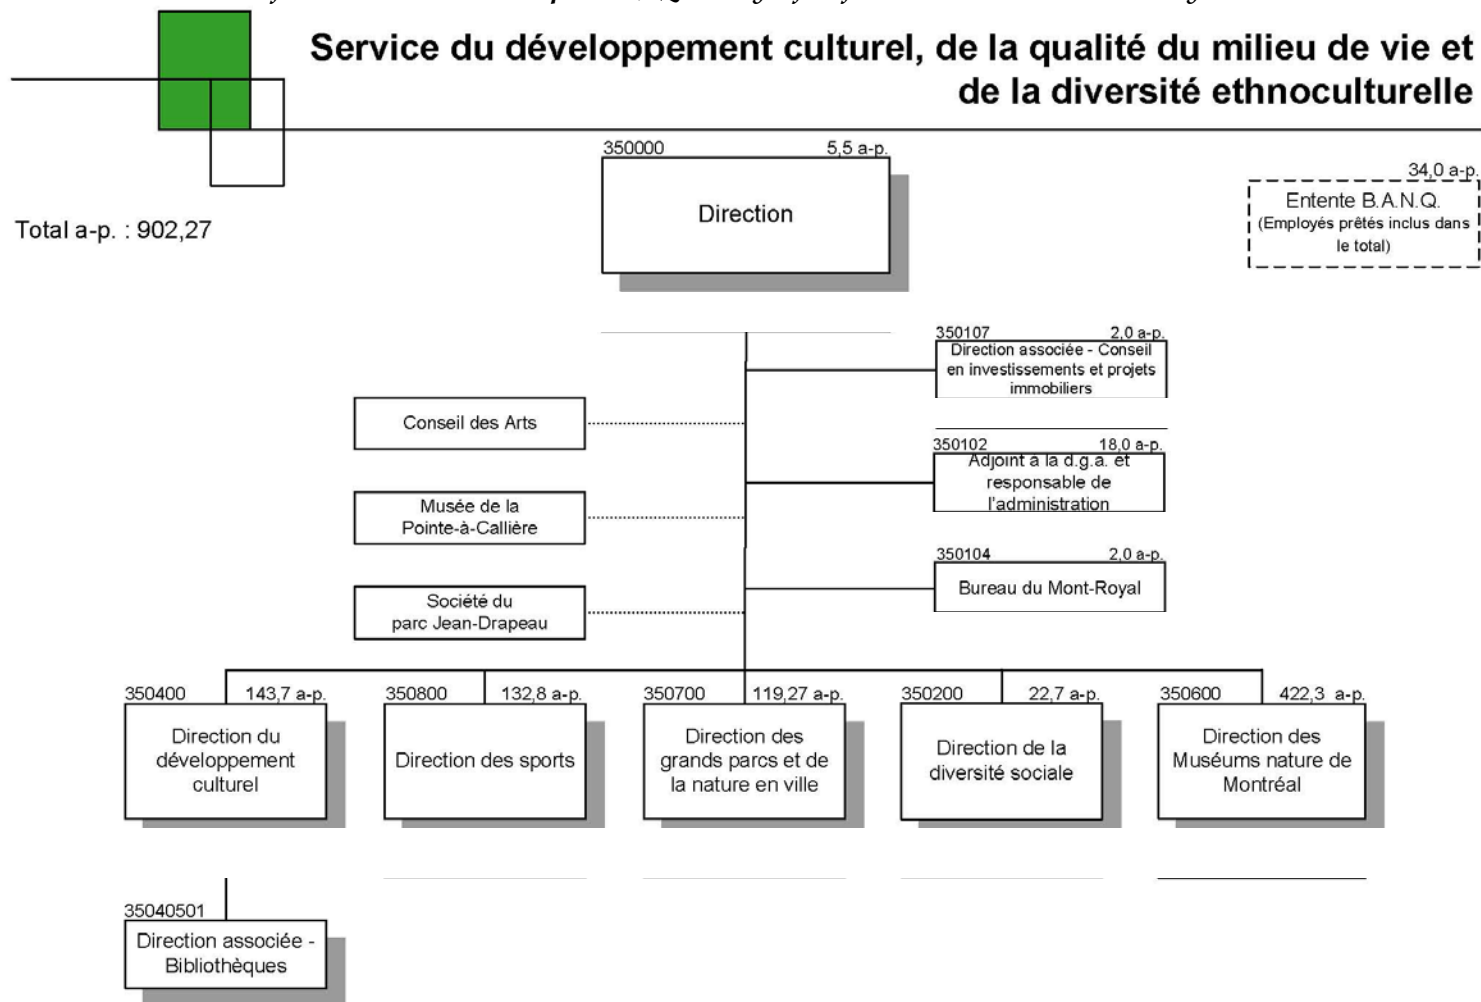 Service du développement culturel, de la qualité du milieu de vie et
de la diversité ethnoculturelle
350000 5,5 a-p.
Direction
34,0 a-p.
Entente B.A.N.Q.
(Employés prêtés inclus dans
le total)
Total a-p. : 902,27
350107 2,0 a-p.
Direction associée - Conseil
en investissements et projets
immobiliers
Conseil des Arts
350102 18,0 a-p.
Adjoint à la d.g.a. et
responsable de
l'administration
Musée de la
Pointe-à-Callière
350104 2,0 a-p.
Bureau du Mont-Royal
Société du
parc Jean-Drapeau
350400 143,7 a-p.
Direction du
développement
culturel
350800 132,8 a-p.
Direction des sports
350700 119,27 a-p.
Direction des
grands parcs et de
la nature en ville
350200 22,7 a-p.
Direction de la
diversité sociale
350600 422,3 a-p.
Direction des
Muséums nature de
Montréal
35040501
Direction associée -
Bibliothèques